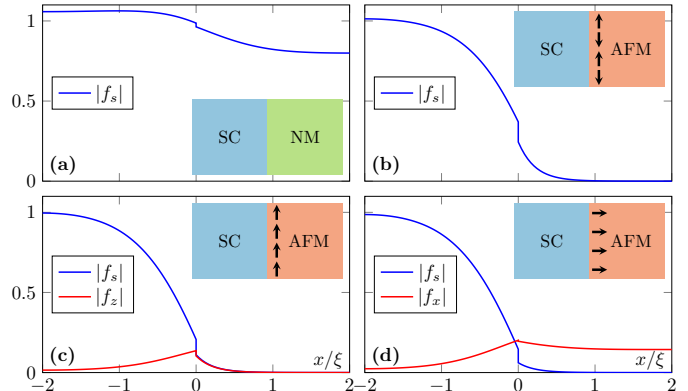 1
0.5
0
|f_s|
SC
NM
(a)
|f_s|
SC
AFM
(b)
1
0.5
0
|f_s|
|f_z|
SC
AFM
(c)
x/ξ
−2 −1 0 1 2
|f_s|
|f_x|
SC
AFM
(d)
x/ξ
−2 −1 0 1 2